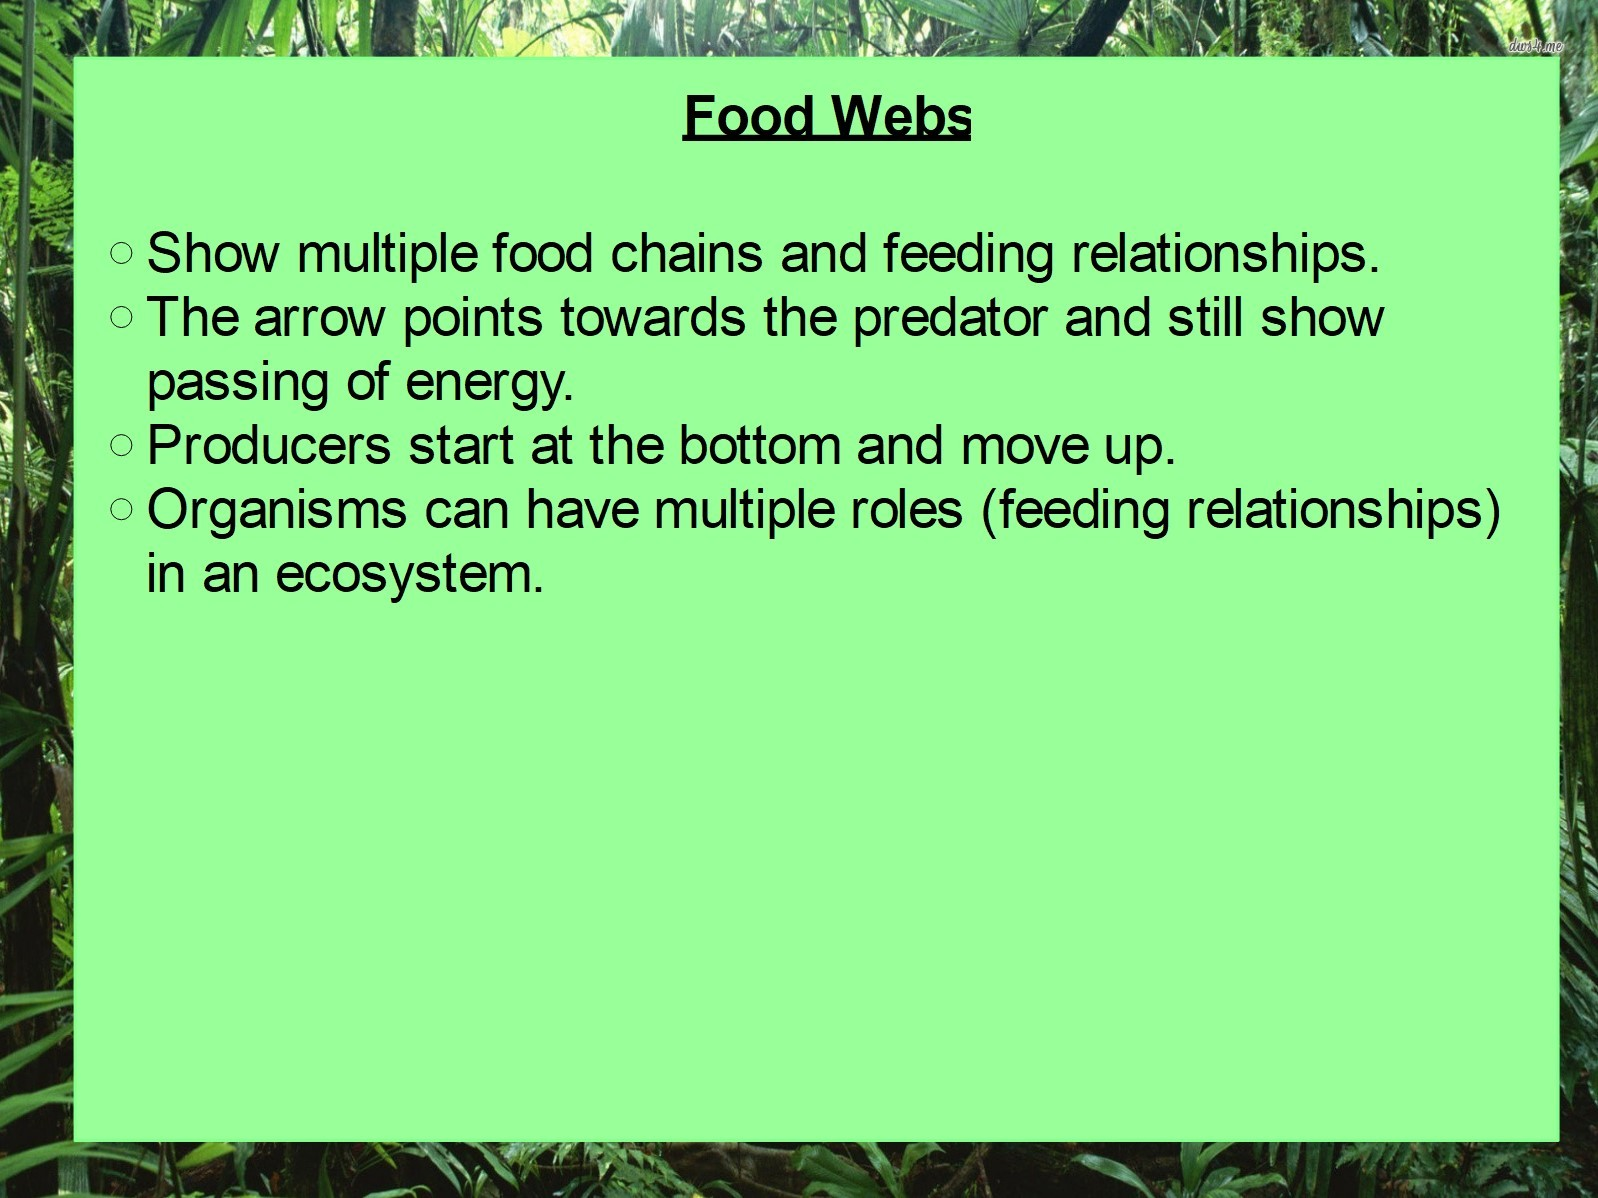 dws4.me
Food Webs
Show multiple food chains and feeding relationships.
The arrow points towards the predator and still show
passing of energy.
Producers start at the bottom and move up.
Organisms can have multiple roles (feeding relationships)
in an ecosystem.